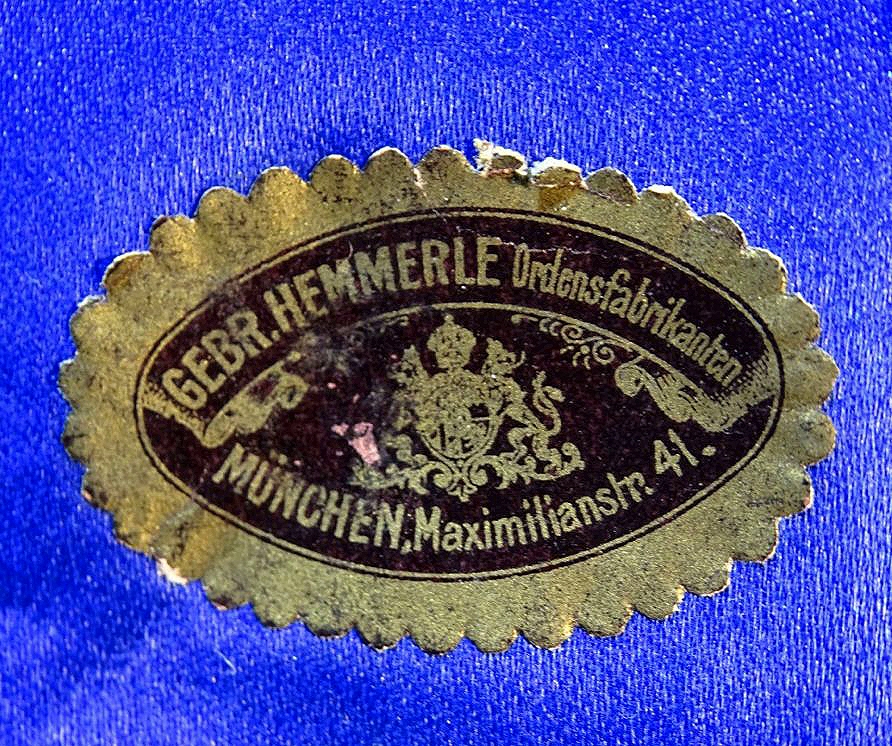 GEBR. HEMMERLE Ordensfabrikanten
MÜNCHEN, Maximilianstr. 41.